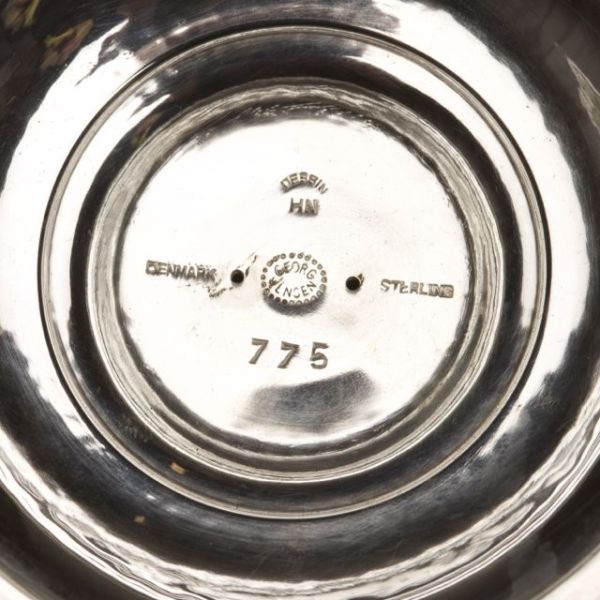 DESSIN
HN
DENMARK
GEORG
JENSEN
STERLING
775